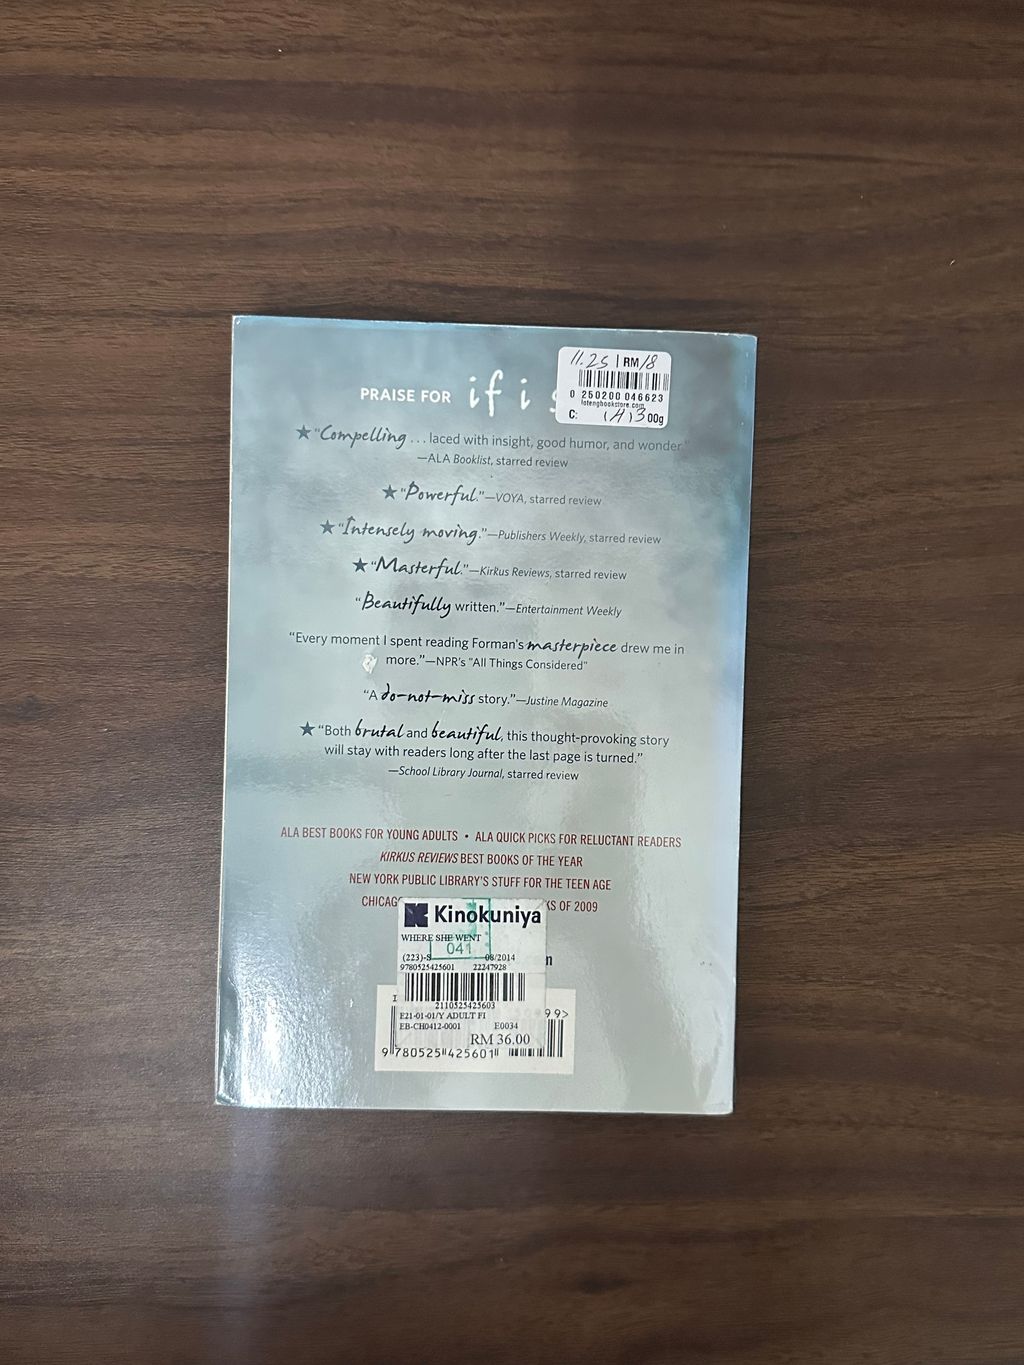 11.25 | RM 18
0 250200 046623
lotengbookstore.com
C: 300g
PRAISE FOR if i s
★ “Compelling . . . laced with insight, good humor, and wonder.”
—ALA Booklist, starred review
★ “Powerful.”—VOYA, starred review
★ “Intensely moving.”—Publishers Weekly, starred review
★ “Masterful.”—Kirkus Reviews, starred review
“Beautifully written.”—Entertainment Weekly
“Every moment I spent reading Forman's masterpiece drew me in
more.”—NPR's "All Things Considered"
“A do-not-miss story.”—Justine Magazine
★ “Both brutal and beautiful, this thought-provoking story
will stay with readers long after the last page is turned.”
—School Library Journal, starred review
ALA BEST BOOKS FOR YOUNG ADULTS • ALA QUICK PICKS FOR RELUCTANT READERS
KIRKUS REVIEWS BEST BOOKS OF THE YEAR
NEW YORK PUBLIC LIBRARY'S STUFF FOR THE TEEN AGE
CHICAG KS OF 2009
Kinokuniya
WHERE SHE WENT
041
(223)-S 08/2014
9780525425601 22247928
2110525425603
E21-01-01/Y ADULT FI
EB-CH0412-0001 E0034
RM 36.00
99>
9 780525 425601